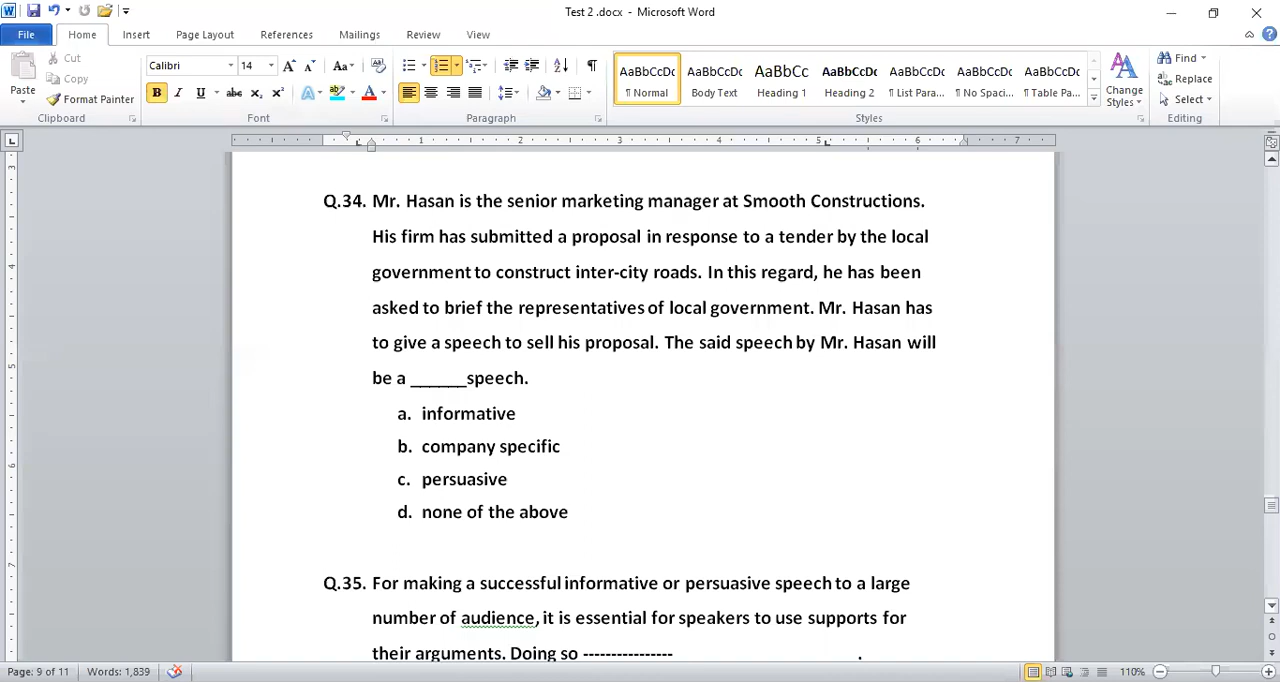 Test 2 .docx - Microsoft Word
File Home Insert Page Layout References Mailings Review View
Paste
Cut
Copy
Format Painter
Clipboard
Calibri 14
Font
Paragraph
AaBbCcDc AaBbCcDc AaBbCc AaBbCcDc AaBbCcDc AaBbCcDc AaBbCcDc
¶ Normal Body Text Heading 1 Heading 2 ¶ List Para... ¶ No Spaci... ¶ Table Pa...
Change Styles
Styles
Find
Replace
Select
Editing
1 2 3 4 5 6 7
Q.34. Mr. Hasan is the senior marketing manager at Smooth Constructions.
His firm has submitted a proposal in response to a tender by the local
government to construct inter-city roads. In this regard, he has been
asked to brief the representatives of local government. Mr. Hasan has
to give a speech to sell his proposal. The said speech by Mr. Hasan will
be a ______speech.
a. informative
b. company specific
c. persuasive
d. none of the above
Q.35. For making a successful informative or persuasive speech to a large
number of audience, it is essential for speakers to use supports for
their arguments. Doing so ---------------- .
Page: 9 of 11 Words: 1,839 110%